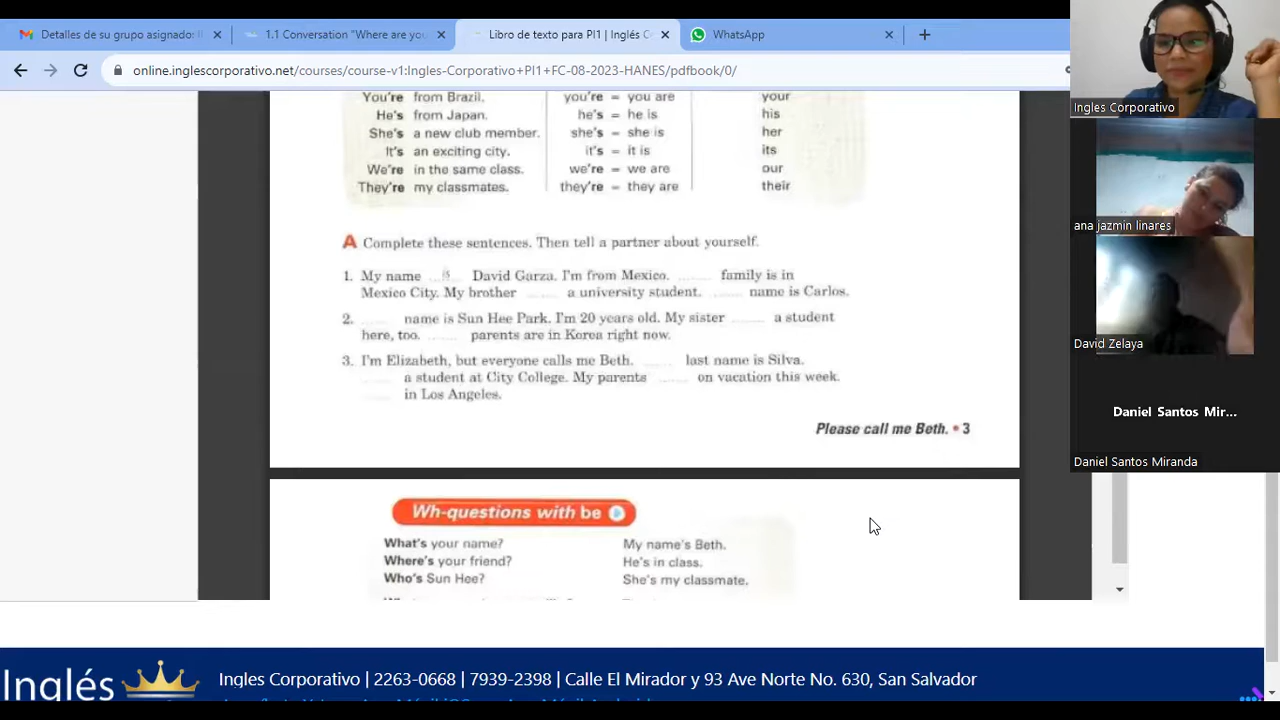 Detalles de su grupo asignado
1.1 Conversation "Where are you
Libro de texto para PI1 | Inglés C
WhatsApp
online.inglescorporativo.net/courses/course-v1:Ingles-Corporativo+PI1+FC-08-2023-HANES/pdfbook/0/
You're from Brazil. you're = you are your
He's from Japan. he's = he is his
She's a new club member. she's = she is her
It's an exciting city. it's = it is its
We're in the same class. we're = we are our
They're my classmates. they're = they are their
A Complete these sentences. Then tell a partner about yourself.
1. My name is David Garza. I'm from Mexico. ........ family is in
Mexico City. My brother ........ a university student. ........ name is Carlos.
2. ........ name is Sun Hee Park. I'm 20 years old. My sister ........ a student
here, too. ........ parents are in Korea right now.
3. I'm Elizabeth, but everyone calls me Beth. ........ last name is Silva.
........ a student at City College. My parents ........ on vacation this week.
........ in Los Angeles.
Please call me Beth. • 3
Wh-questions with be
What's your name? My name's Beth.
Where's your friend? He's in class.
Who's Sun Hee? She's my classmate.
Ingles Corporativo
ana jazmin linares
David Zelaya
Daniel Santos Mir...
Daniel Santos Miranda
Inglés
Ingles Corporativo | 2263-0668 | 7939-2398 | Calle El Mirador y 93 Ave Norte No. 630, San Salvador